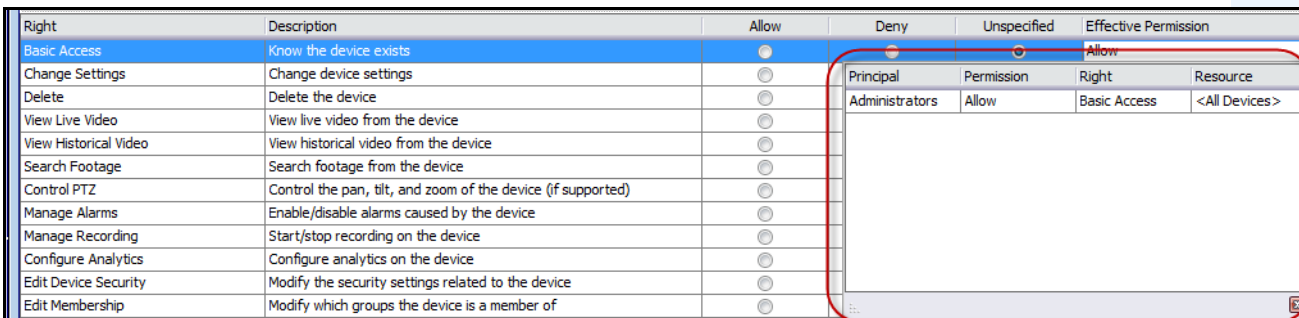 Right Description Allow Deny Unspecified Effective Permission
Basic Access Know the device exists Allow
Change Settings Change device settings
Principal Permission Right Resource
Delete Delete the device
Administrators Allow Basic Access <All Devices>
View Live Video View live video from the device
View Historical Video View historical video from the device
Search Footage Search footage from the device
Control PTZ Control the pan, tilt, and zoom of the device (if supported)
Manage Alarms Enable/disable alarms caused by the device
Manage Recording Start/stop recording on the device
Configure Analytics Configure analytics on the device
Edit Device Security Modify the security settings related to the device
Edit Membership Modify which groups the device is a member of